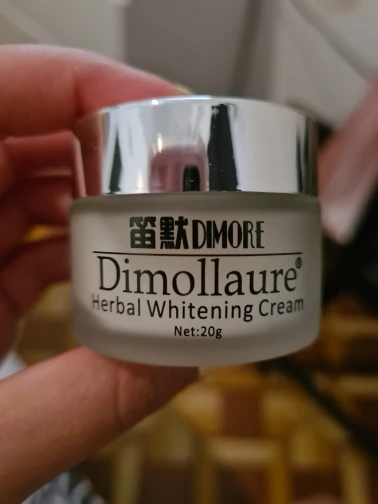 笛默DIMORE
Dimollaure®
Herbal Whitening Cream
Net:20g